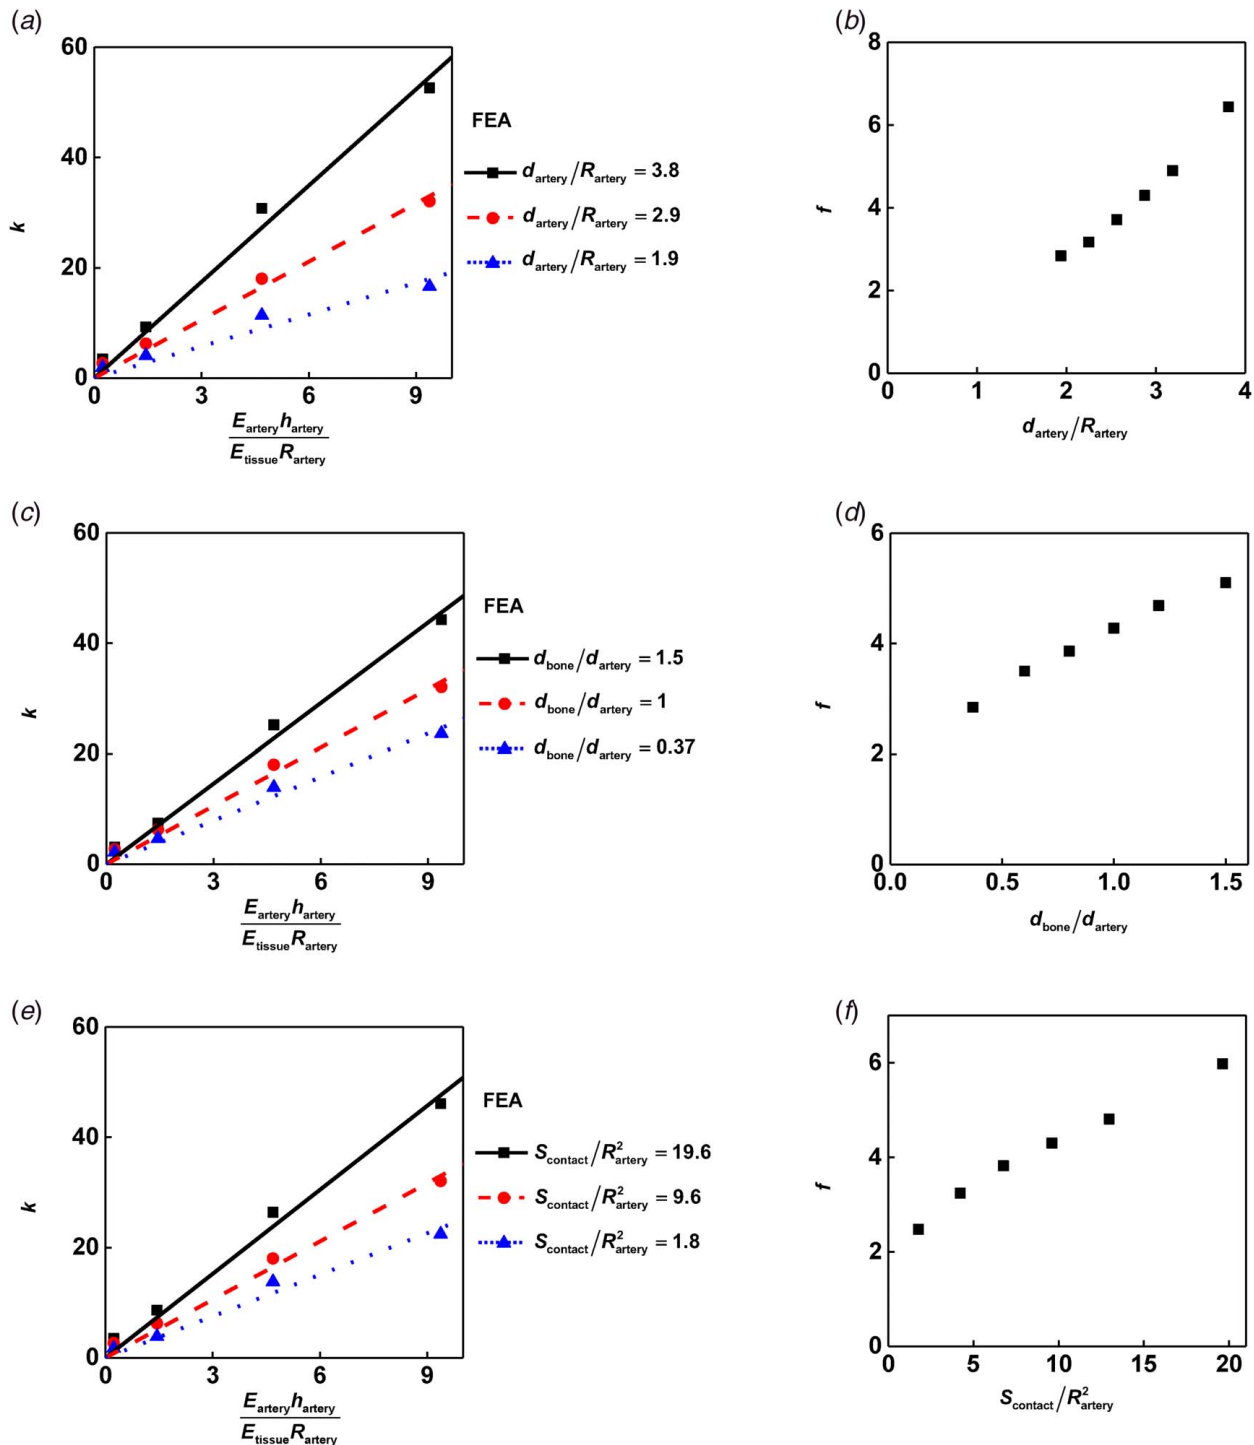 (a)
60
40
20
0
k
0 3 6 9
E_artery h_artery
E_tissue R_artery
FEA
d_artery/R_artery = 3.8
d_artery/R_artery = 2.9
d_artery/R_artery = 1.9
(b)
8
6
4
2
0
f
0 1 2 3 4
d_artery/R_artery
(c)
60
40
20
0
k
0 3 6 9
E_artery h_artery
E_tissue R_artery
FEA
d_bone/d_artery = 1.5
d_bone/d_artery = 1
d_bone/d_artery = 0.37
(d)
6
4
2
0
f
0.0 0.5 1.0 1.5
d_bone/d_artery
(e)
60
40
20
0
k
0 3 6 9
E_artery h_artery
E_tissue R_artery
FEA
S_contact/R²_artery = 19.6
S_contact/R²_artery = 9.6
S_contact/R²_artery = 1.8
(f)
6
4
2
0
f
0 5 10 15 20
S_contact/R²_artery